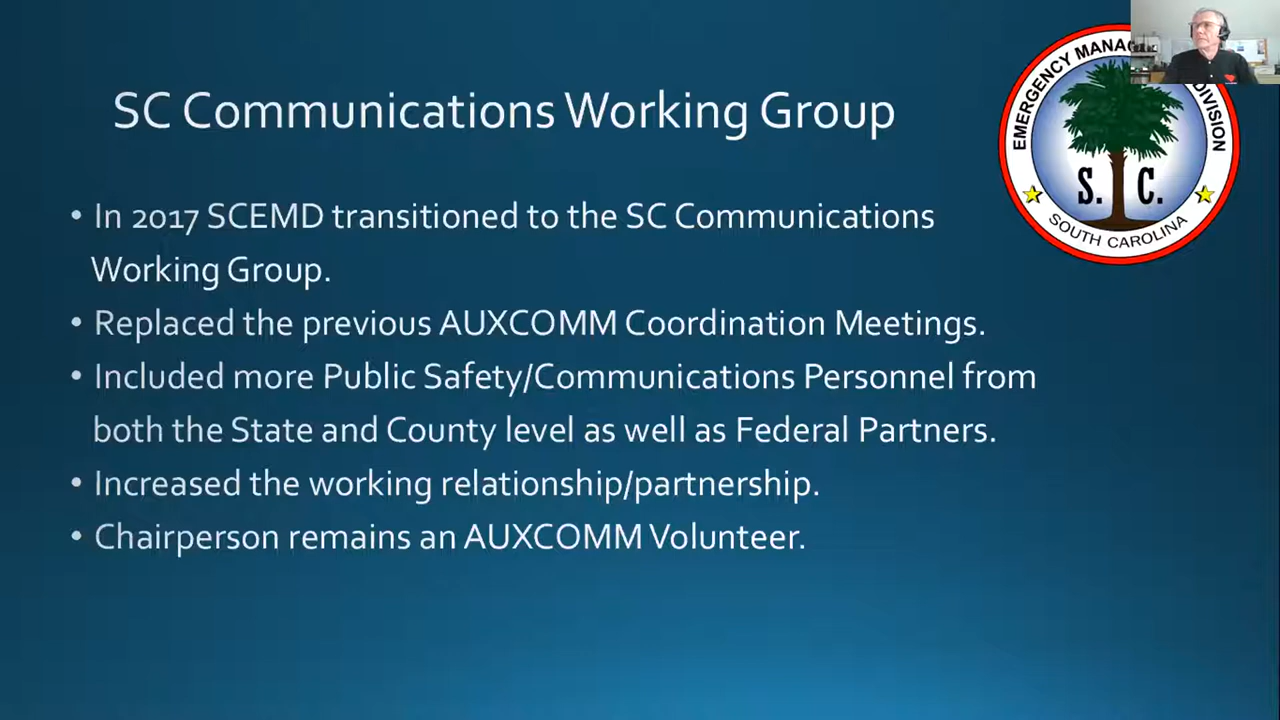 SC Communications Working Group
EMERGENCY MANAG
DIVISION
S. C.
SOUTH CAROLINA
• In 2017 SCEMD transitioned to the SC Communications
Working Group.
• Replaced the previous AUXCOMM Coordination Meetings.
• Included more Public Safety/Communications Personnel from
both the State and County level as well as Federal Partners.
• Increased the working relationship/partnership.
• Chairperson remains an AUXCOMM Volunteer.